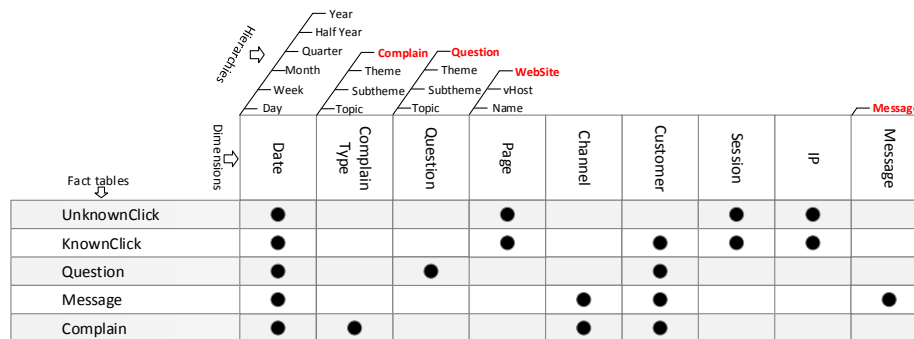 Hierarchies
Year
Half Year
Quarter
Month
Week
Day
Complain
Theme
Subtheme
Topic
Question
Theme
Subtheme
Topic
WebSite
vHost
Name
Message
Dimensions
Date
Complain
Type
Question
Page
Channel
Customer
Session
IP
Message
Fact tables
UnknownClick
KnownClick
Question
Message
Complain